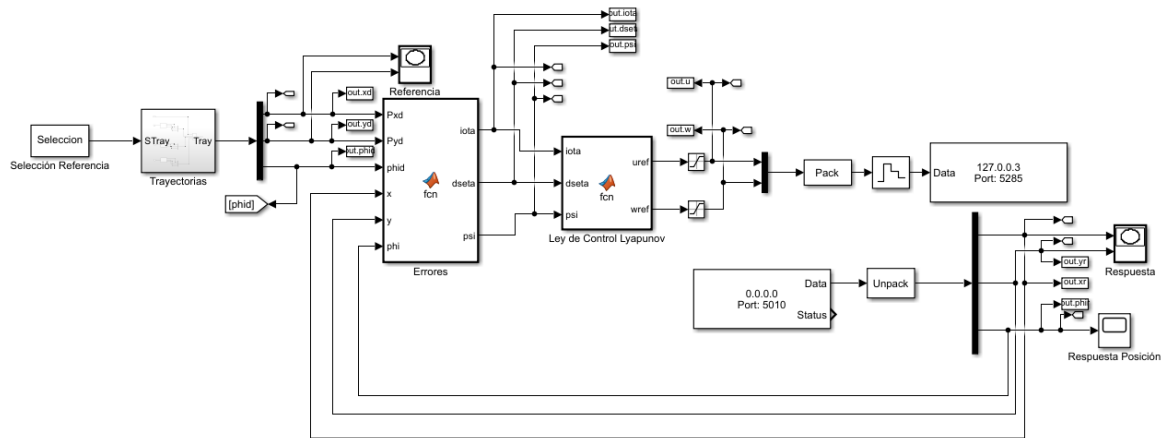 out.iota
ut.dset
out.psi
Referencia
out.xd
out.yd
ut.phid
Seleccion
Selección Referencia
STray
Tray
Trayectorias
[phid]
Pxd
Pyd
phid
x
y
phi
fcn
iota
dseta
psi
Errores
iota
dseta
psi
fcn
uref
wref
Ley de Control Lyapunov
out.u
out.w
Pack
Data
127.0.0.3
Port: 5285
0.0.0.0
Port: 5010
Data
Status
Unpack
out.yr
out.xr
out.phi
Respuesta
Respuesta Posición